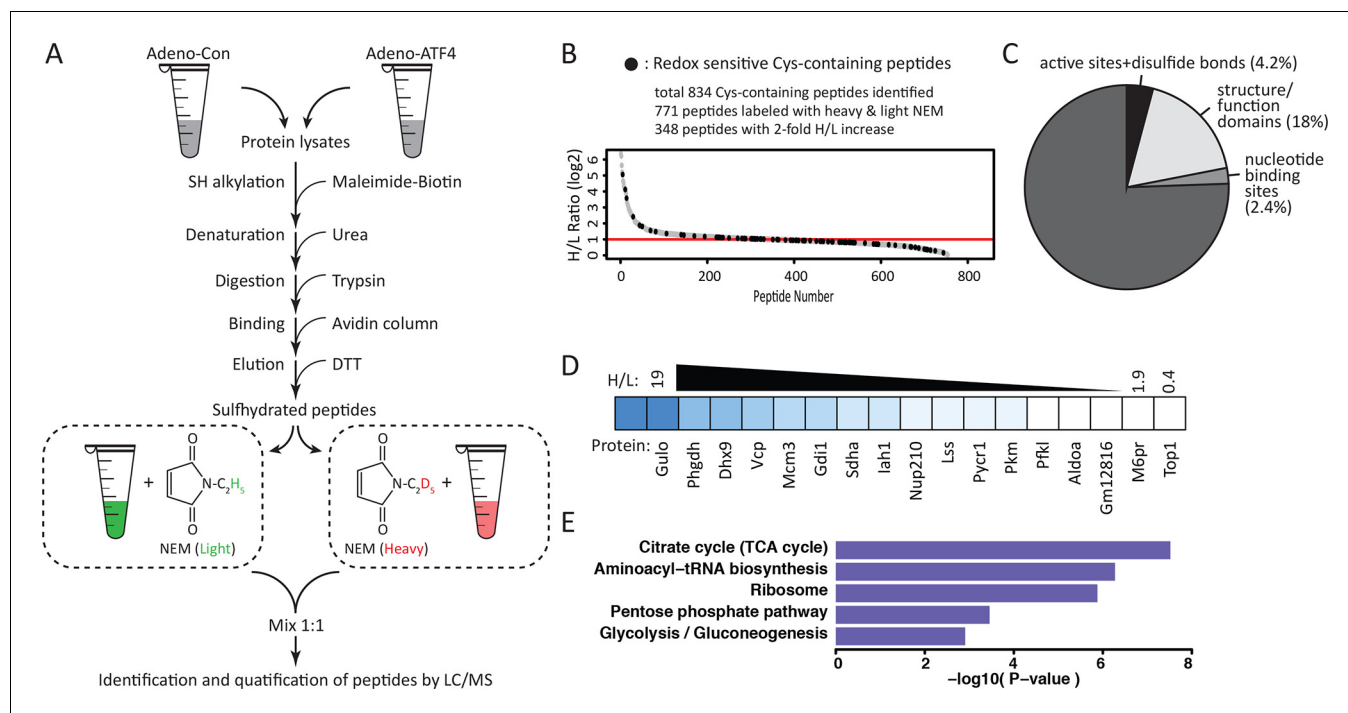 A
Adeno-Con
Adeno-ATF4
Protein lysates
SH alkylation
Maleimide-Biotin
Denaturation
Urea
Digestion
Trypsin
Binding
Avidin column
Elution
DTT
Sulfhydrated peptides
+
O
N-C2H5
O
NEM (Light)
O
N-C2D5
O
+
NEM (Heavy)
Mix 1:1
Identification and quatification of peptides by LC/MS
B
: Redox sensitive Cys-containing peptides
total 834 Cys-containing peptides identified
771 peptides labeled with heavy & light NEM
348 peptides with 2-fold H/L increase
H/L Ratio (log2)
6
5
4
3
2
1
0
0 200 400 600 800
Peptide Number
C
active sites+disulfide bonds (4.2%)
structure/
function
domains (18%)
nucleotide
binding
sites
(2.4%)
D
H/L: 19 1.9 0.4
Protein: Gulo Phgdh Dhx9 Vcp Mcm3 Gdi1 Sdha Iah1 Nup210 Lss Pycr1 Pkm Pfkl Aldoa Gm12816 M6pr Top1
E
Citrate cycle (TCA cycle)
Aminoacyl−tRNA biosynthesis
Ribosome
Pentose phosphate pathway
Glycolysis / Gluconeogenesis
0 2 4 6 8
−log10( P−value )